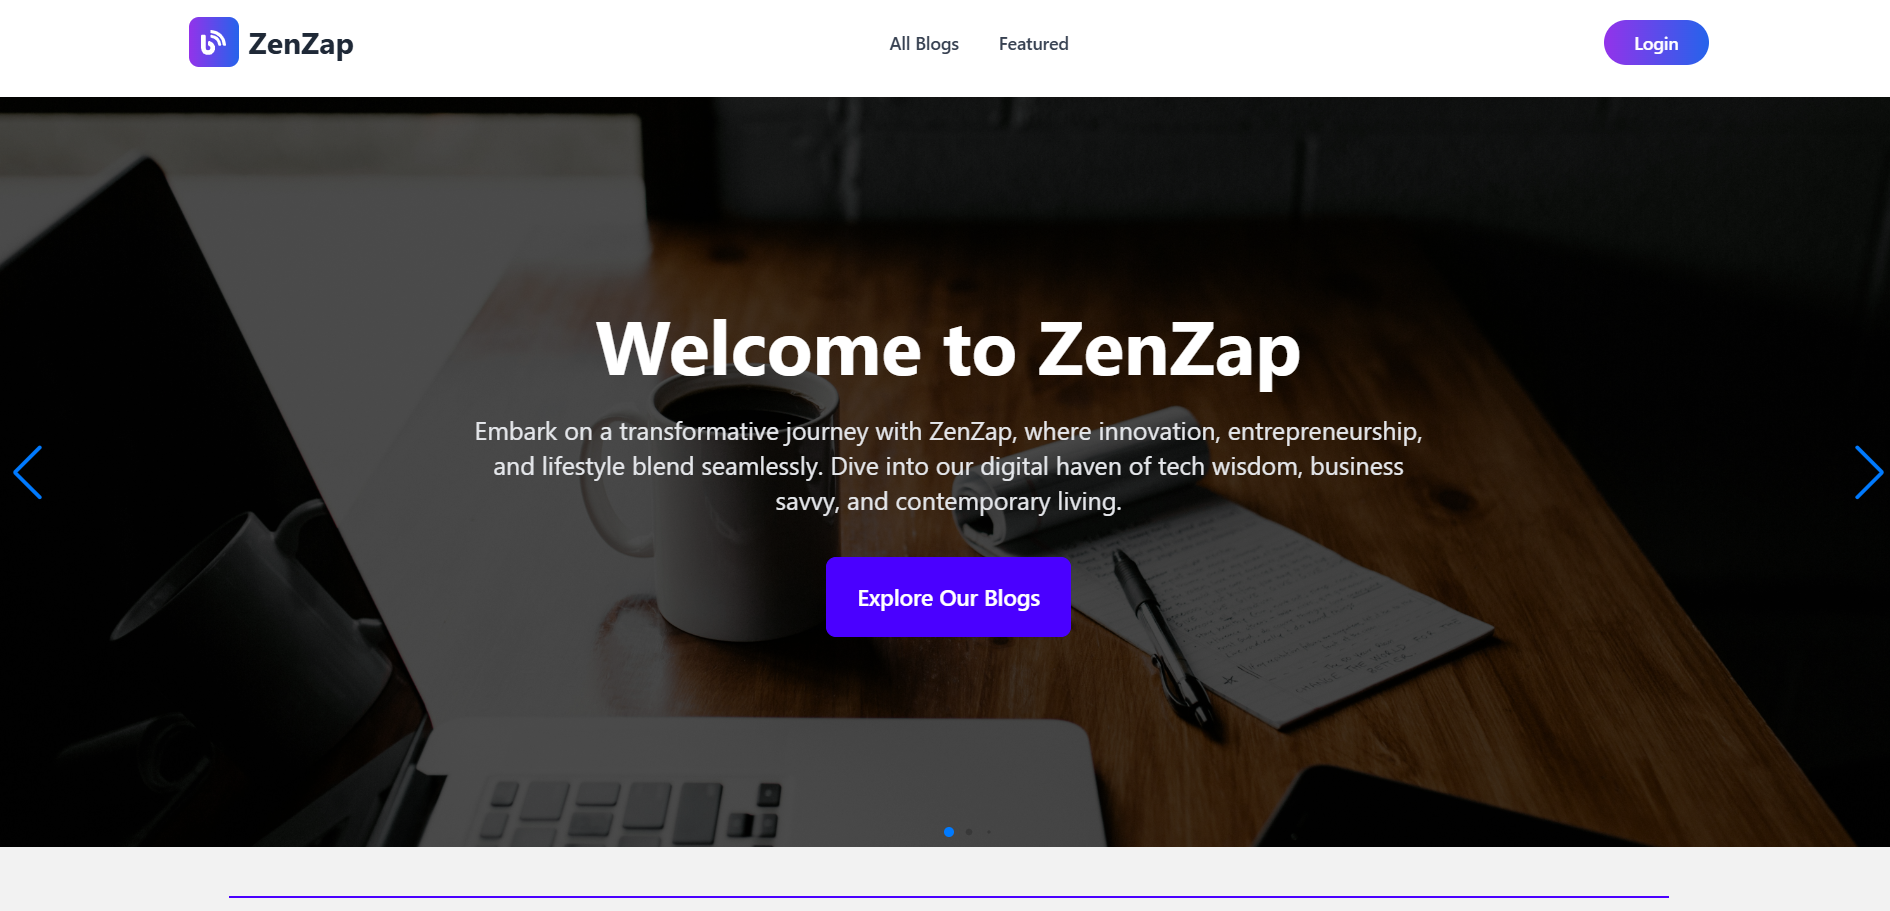 ZenZap
All Blogs
Featured
Login
Welcome to ZenZap
Embark on a transformative journey with ZenZap, where innovation, entrepreneurship,
and lifestyle blend seamlessly. Dive into our digital haven of tech wisdom, business
savvy, and contemporary living.
Explore Our Blogs